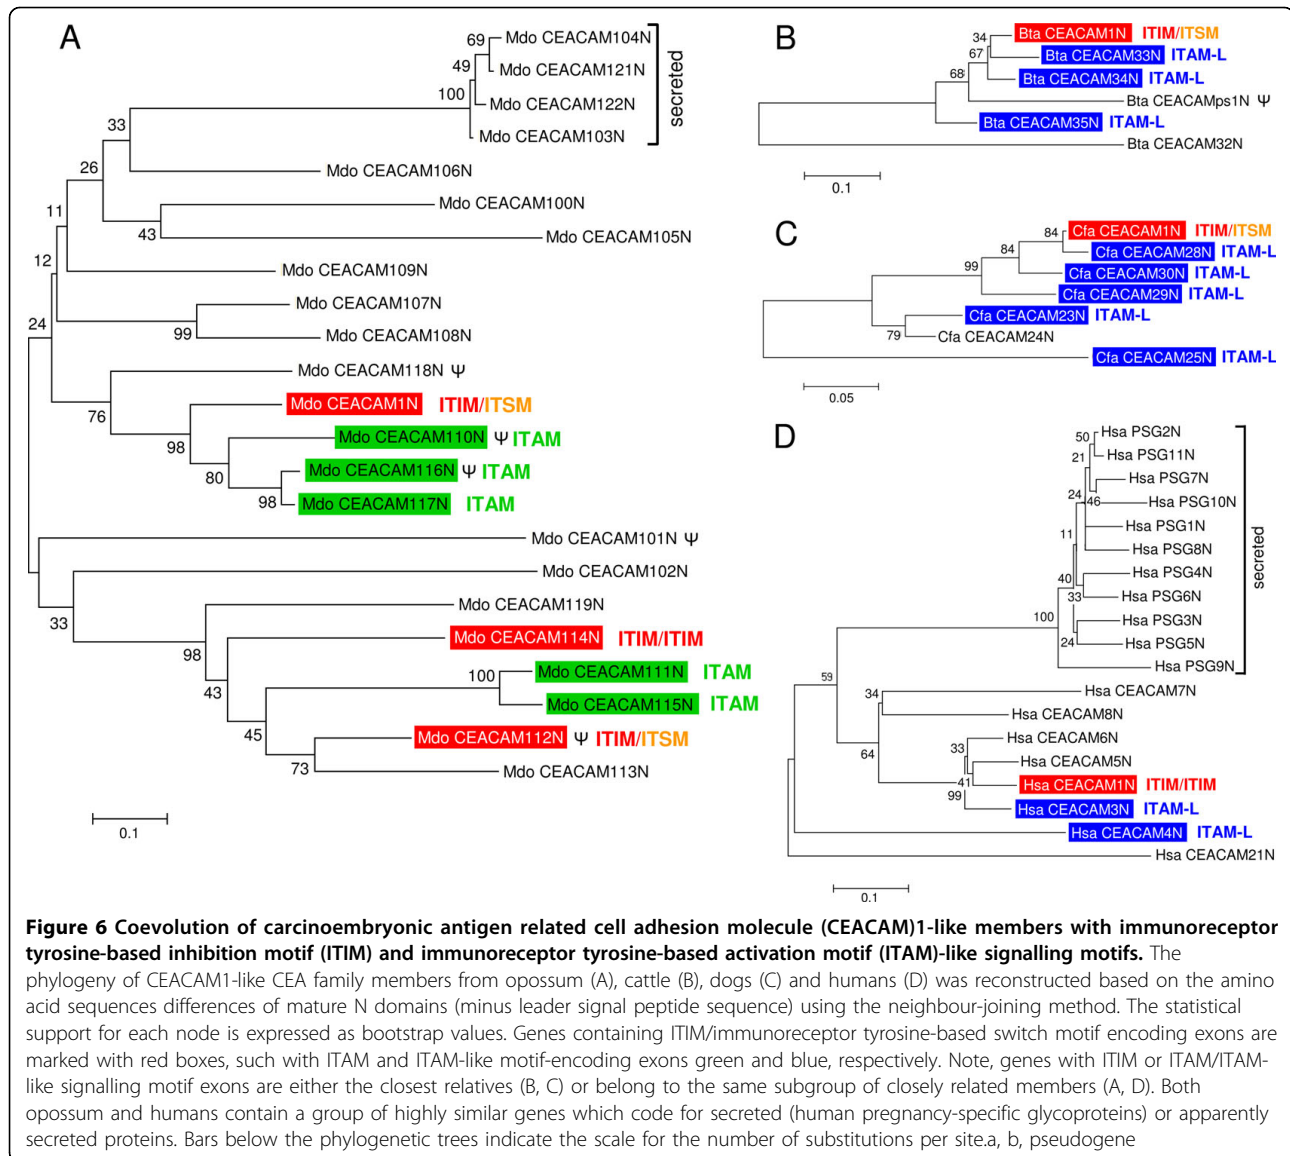 A
Mdo CEACAM104N
Mdo CEACAM121N
Mdo CEACAM122N
Mdo CEACAM103N
secreted
Mdo CEACAM106N
Mdo CEACAM100N
Mdo CEACAM105N
Mdo CEACAM109N
Mdo CEACAM107N
Mdo CEACAM108N
Mdo CEACAM118N Ψ
Mdo CEACAM1N ITIM/ITSM
Mdo CEACAM110N Ψ ITAM
Mdo CEACAM116N Ψ ITAM
Mdo CEACAM117N ITAM
Mdo CEACAM101N Ψ
Mdo CEACAM102N
Mdo CEACAM119N
Mdo CEACAM114N ITIM/ITIM
Mdo CEACAM111N ITAM
Mdo CEACAM115N ITAM
Mdo CEACAM112N Ψ ITIM/ITSM
Mdo CEACAM113N
69
49
100
33
26
43
11
12
99
24
76
98
80
98
33
98
43
100
45
73
0.1
B
Bta CEACAM1N ITIM/ITSM
Bta CEACAM33N ITAM-L
Bta CEACAM34N ITAM-L
Bta CEACAMps1N Ψ
Bta CEACAM35N ITAM-L
Bta CEACAM32N
34
67
68
0.1
C
Cfa CEACAM1N ITIM/ITSM
Cfa CEACAM28N ITAM-L
Cfa CEACAM30N ITAM-L
Cfa CEACAM29N ITAM-L
Cfa CEACAM23N ITAM-L
Cfa CEACAM24N
Cfa CEACAM25N ITAM-L
84
84
99
79
0.05
D
Hsa PSG2N
Hsa PSG11N
Hsa PSG7N
Hsa PSG10N
Hsa PSG1N
Hsa PSG8N
Hsa PSG4N
Hsa PSG6N
Hsa PSG3N
Hsa PSG5N
Hsa PSG9N
secreted
Hsa CEACAM7N
Hsa CEACAM8N
Hsa CEACAM6N
Hsa CEACAM5N
Hsa CEACAM1N ITIM/ITIM
Hsa CEACAM3N ITAM-L
Hsa CEACAM4N ITAM-L
Hsa CEACAM21N
50
21
24
46
11
40
33
100
24
59
34
64
33
41
99
0.1
Figure 6 Coevolution of carcinoembryonic antigen related cell adhesion molecule (CEACAM)1-like members with immunoreceptor
tyrosine-based inhibition motif (ITIM) and immunoreceptor tyrosine-based activation motif (ITAM)-like signalling motifs. The
phylogeny of CEACAM1-like CEA family members from opossum (A), cattle (B), dogs (C) and humans (D) was reconstructed based on the amino
acid sequences differences of mature N domains (minus leader signal peptide sequence) using the neighbour-joining method. The statistical
support for each node is expressed as bootstrap values. Genes containing ITIM/immunoreceptor tyrosine-based switch motif encoding exons are
marked with red boxes, such with ITAM and ITAM-like motif-encoding exons green and blue, respectively. Note, genes with ITIM or ITAM/ITAM-
like signalling motif exons are either the closest relatives (B, C) or belong to the same subgroup of closely related members (A, D). Both
opossum and humans contain a group of highly similar genes which code for secreted (human pregnancy-specific glycoproteins) or apparently
secreted proteins. Bars below the phylogenetic trees indicate the scale for the number of substitutions per site.a, b, pseudogene